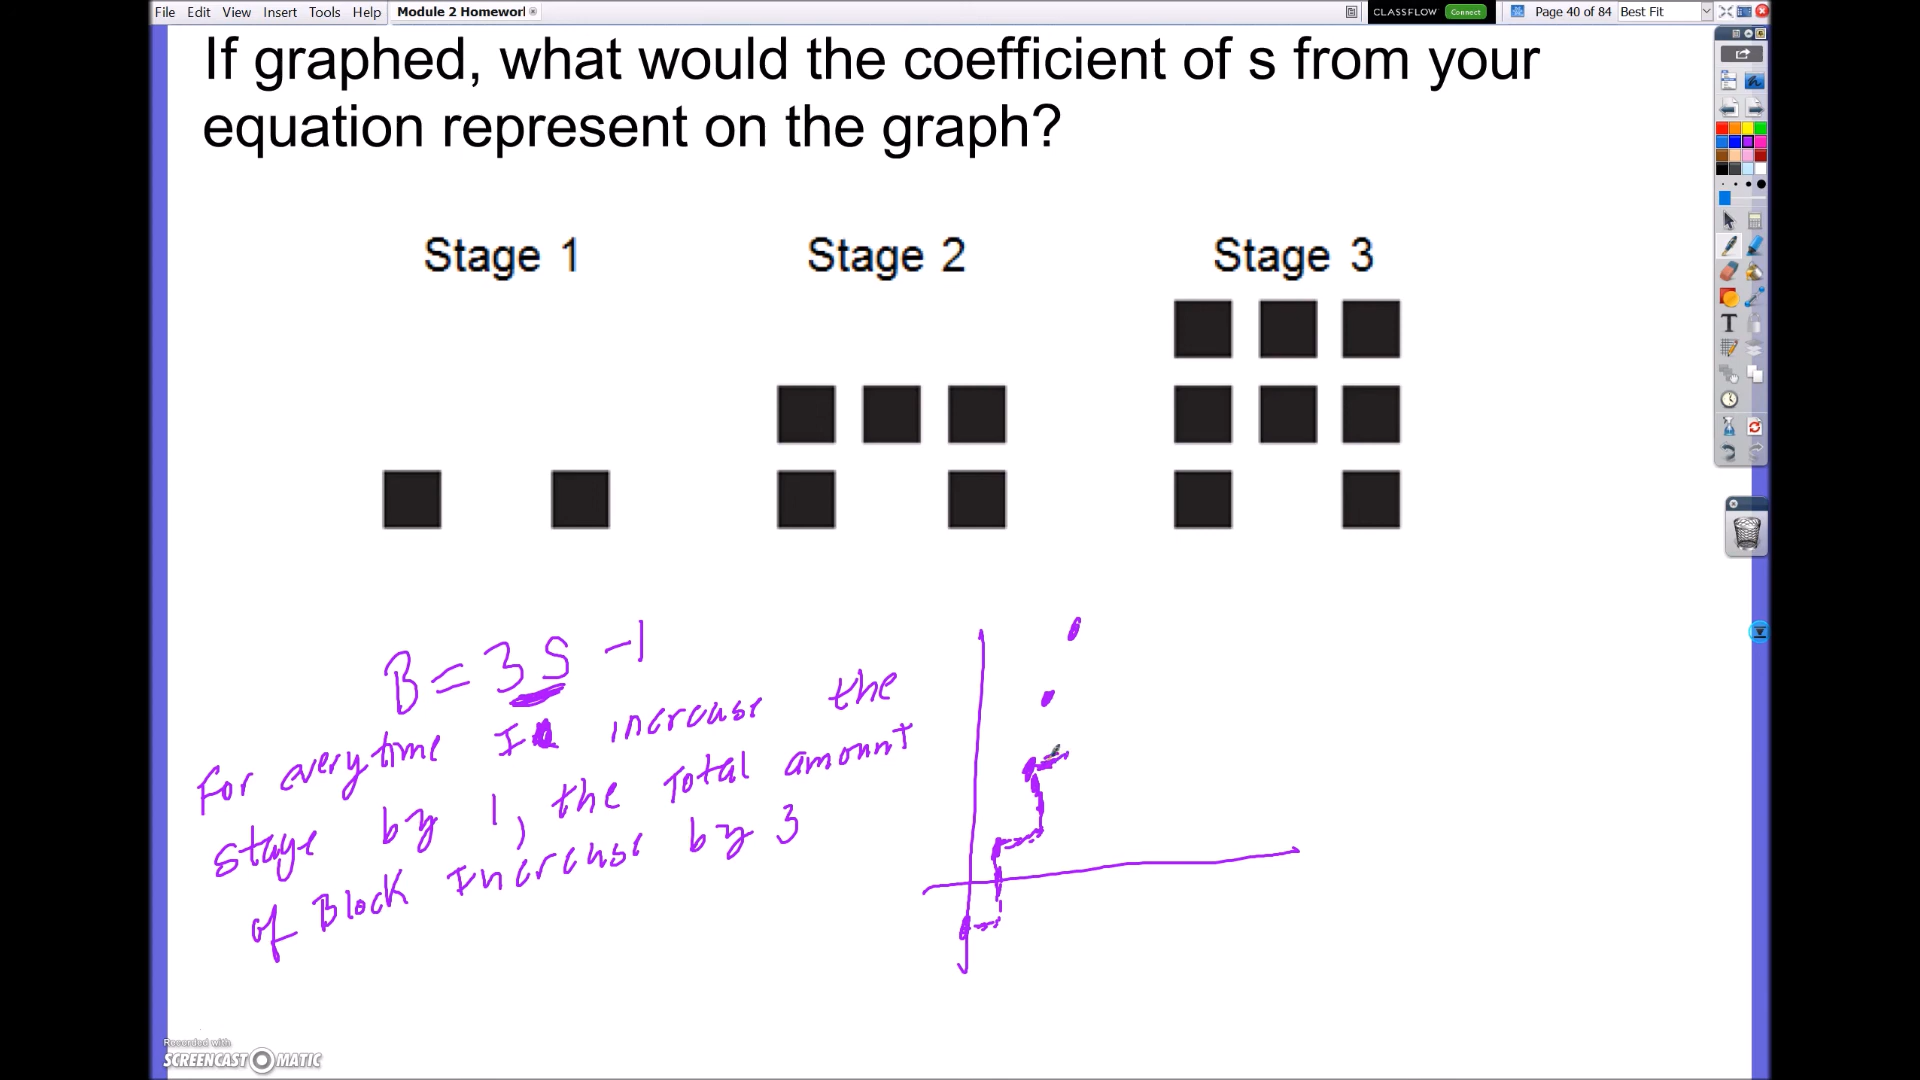 File Edit View Insert Tools Help Module 2 Homework CLASSFLOW Connect Page 40 of 84 Best Fit
If graphed, what would the coefficient of s from your
equation represent on the graph?
Stage 1 Stage 2 Stage 3
B = 3S -1
For everytime I increase the
stage by 1, the Total amount
of Block Increase by 3
Recorded with
SCREENCAST MATIC